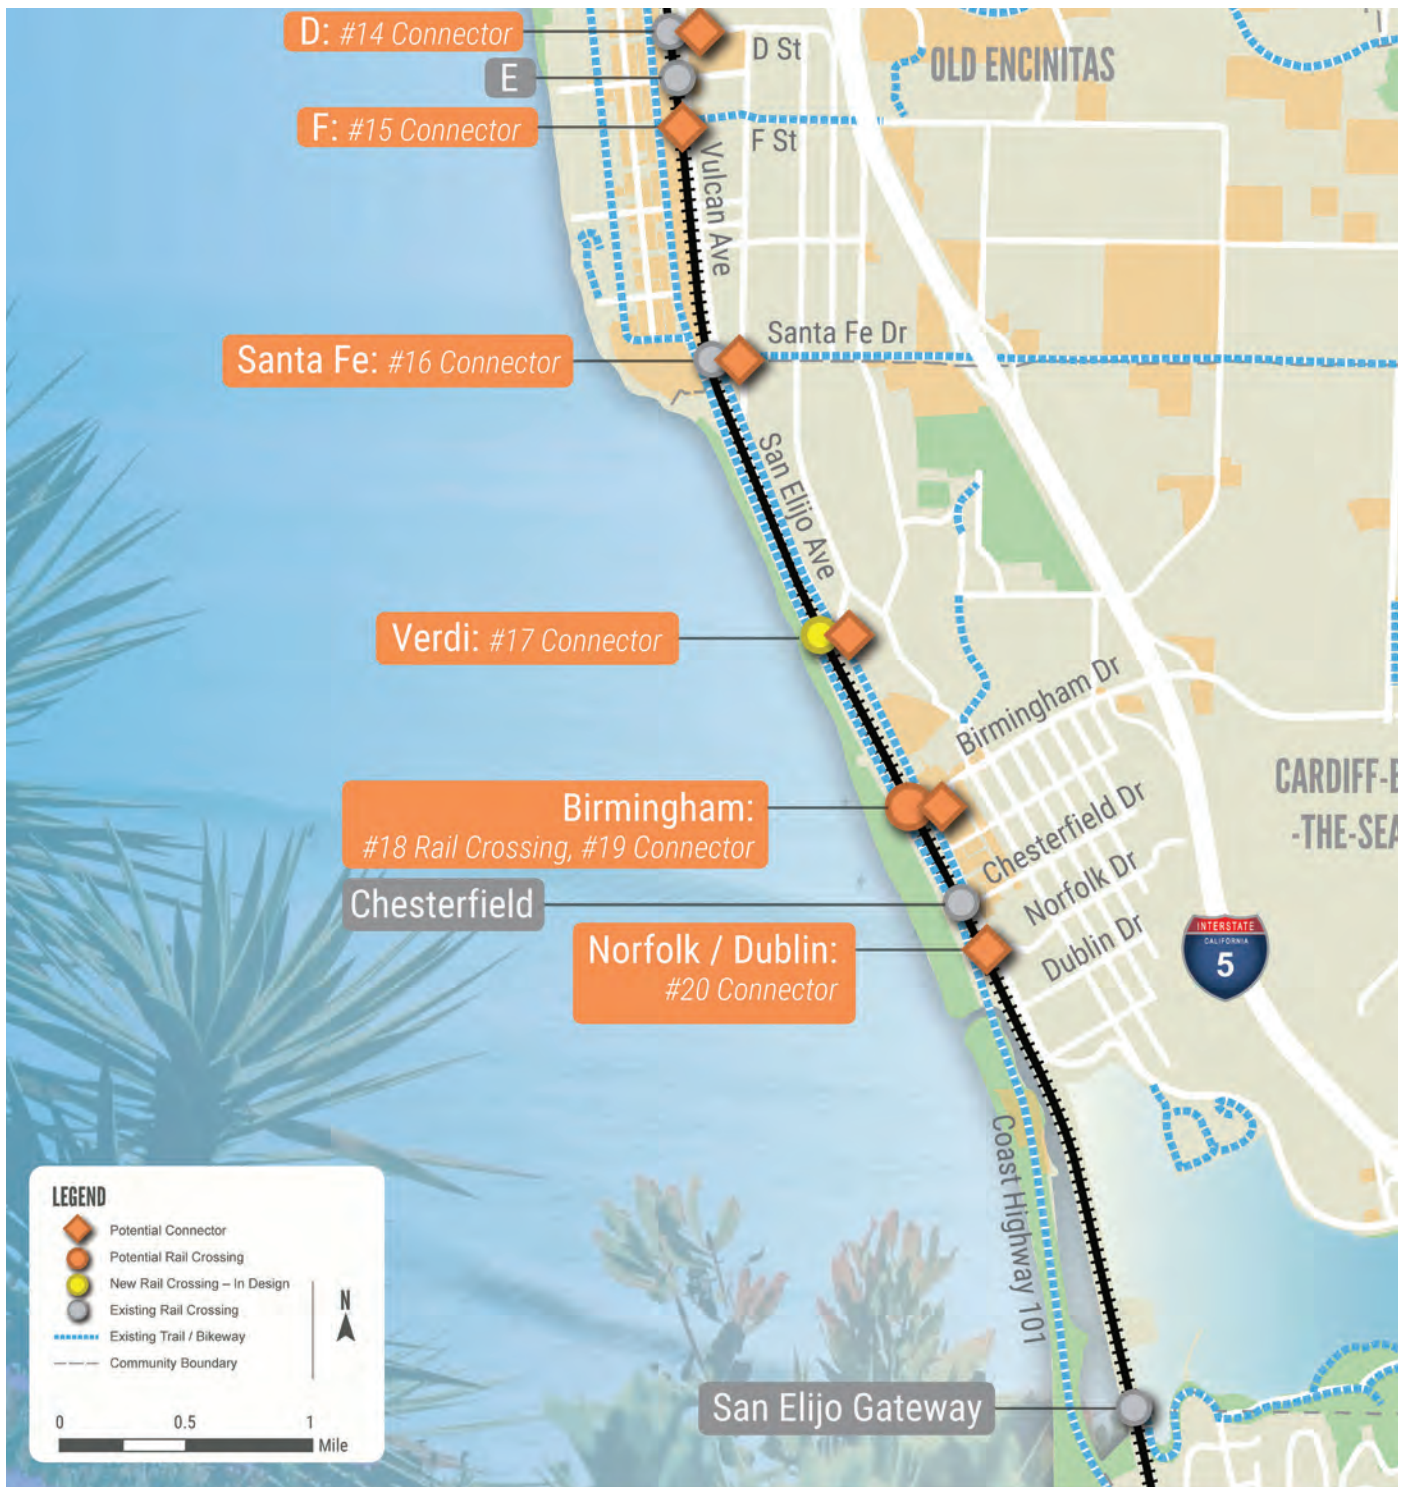 D: #14 Connector
D St
OLD ENCINITAS
E
F: #15 Connector
F St
Vulcan Ave
Santa Fe Dr
Santa Fe: #16 Connector
San Elijo Ave
Verdi: #17 Connector
Birmingham Dr
CARDIFF-
-THE-SEA
Birmingham:
#18 Rail Crossing, #19 Connector
Chesterfield Dr
Chesterfield
Norfolk Dr
Norfolk / Dublin:
#20 Connector
Dublin Dr
INTERSTATE
CALIFORNIA
5
Coast Highway 101
LEGEND
Potential Connector
Potential Rail Crossing
New Rail Crossing – In Design
Existing Rail Crossing
Existing Trail / Bikeway
Community Boundary
N
0 0.5 1
Mile
San Elijo Gateway